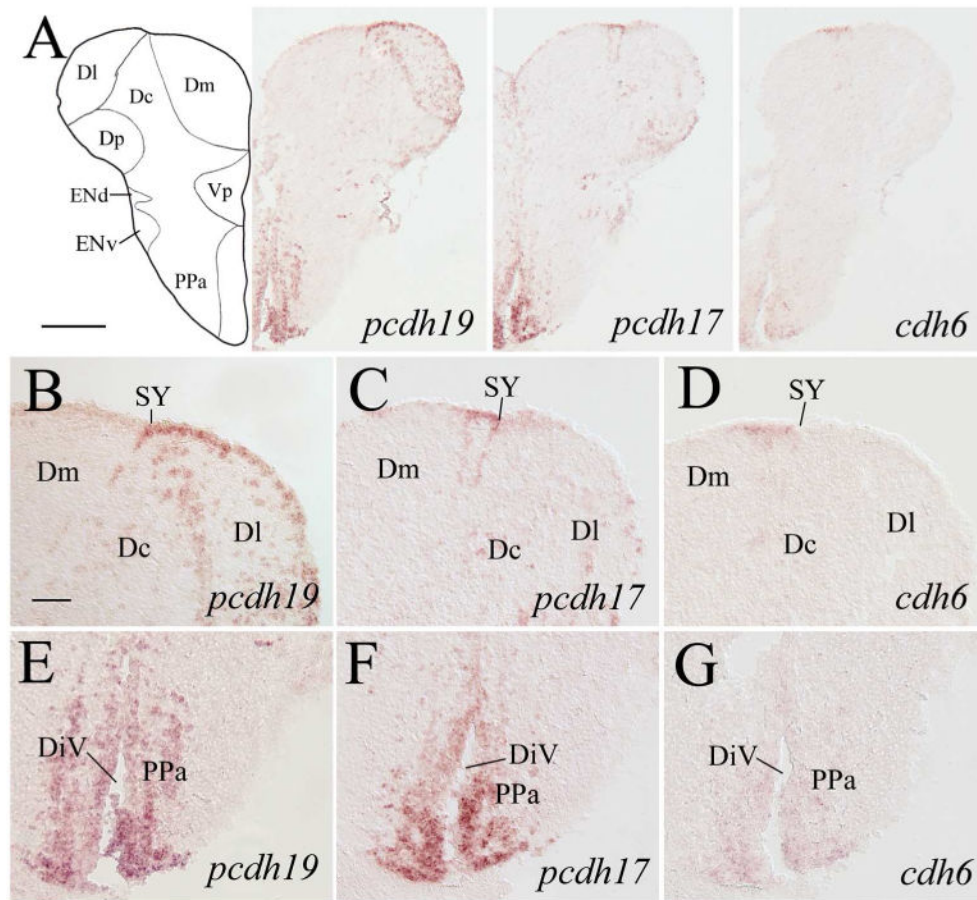 A
Dl
Dc
Dm
Dp
ENd
Vp
ENv
PPa
pcdh19
pcdh17
cdh6
B
SY
Dm
Dc
Dl
pcdh19
C
SY
Dm
Dc
Dl
pcdh17
D
SY
Dm
Dc
Dl
cdh6
E
DiV
PPa
pcdh19
F
DiV
PPa
pcdh17
G
DiV
PPa
cdh6